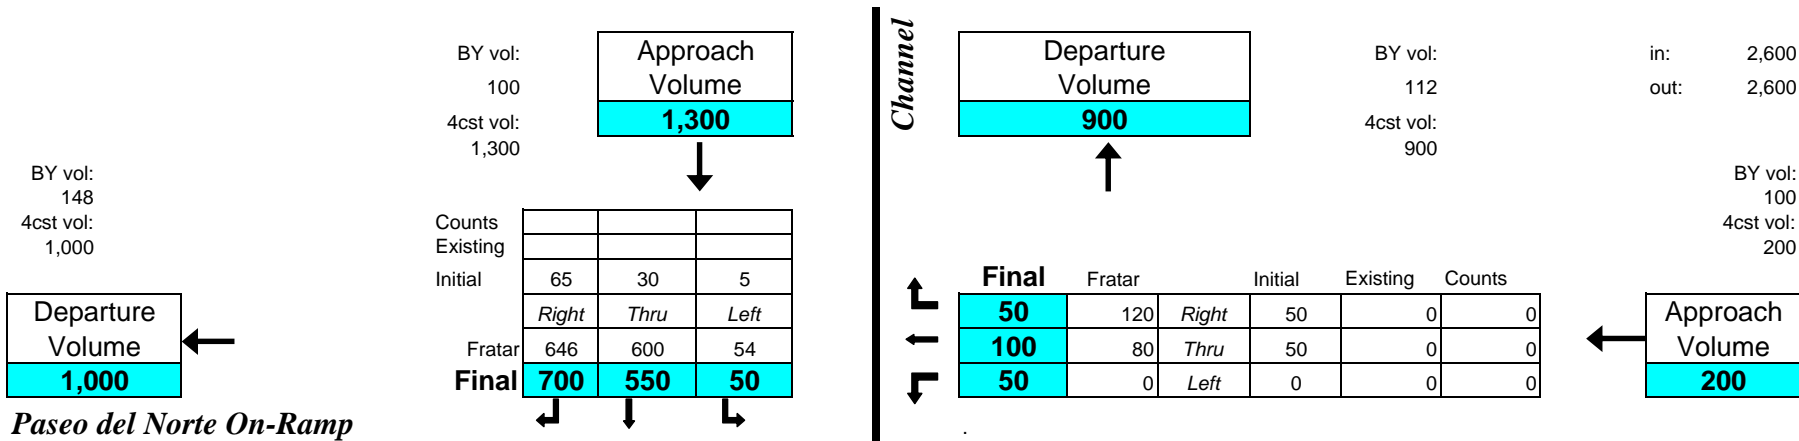 BY vol:
100
4cst vol:
1,300
Approach
Volume
1,300
Channel
Departure
Volume
900
BY vol:
112
4cst vol:
900
in: 2,600
out: 2,600
BY vol:
148
4cst vol:
1,000
BY vol:
100
4cst vol:
200
Counts
Existing
Initial 65 30 5
Right Thru Left
Fratar 646 600 54
Final 700 550 50
Final Fratar Initial Existing Counts
50 120 Right 50 0 0
100 80 Thru 50 0 0
50 0 Left 0 0 0
Departure
Volume
1,000
Approach
Volume
200
Paseo del Norte On-Ramp
.